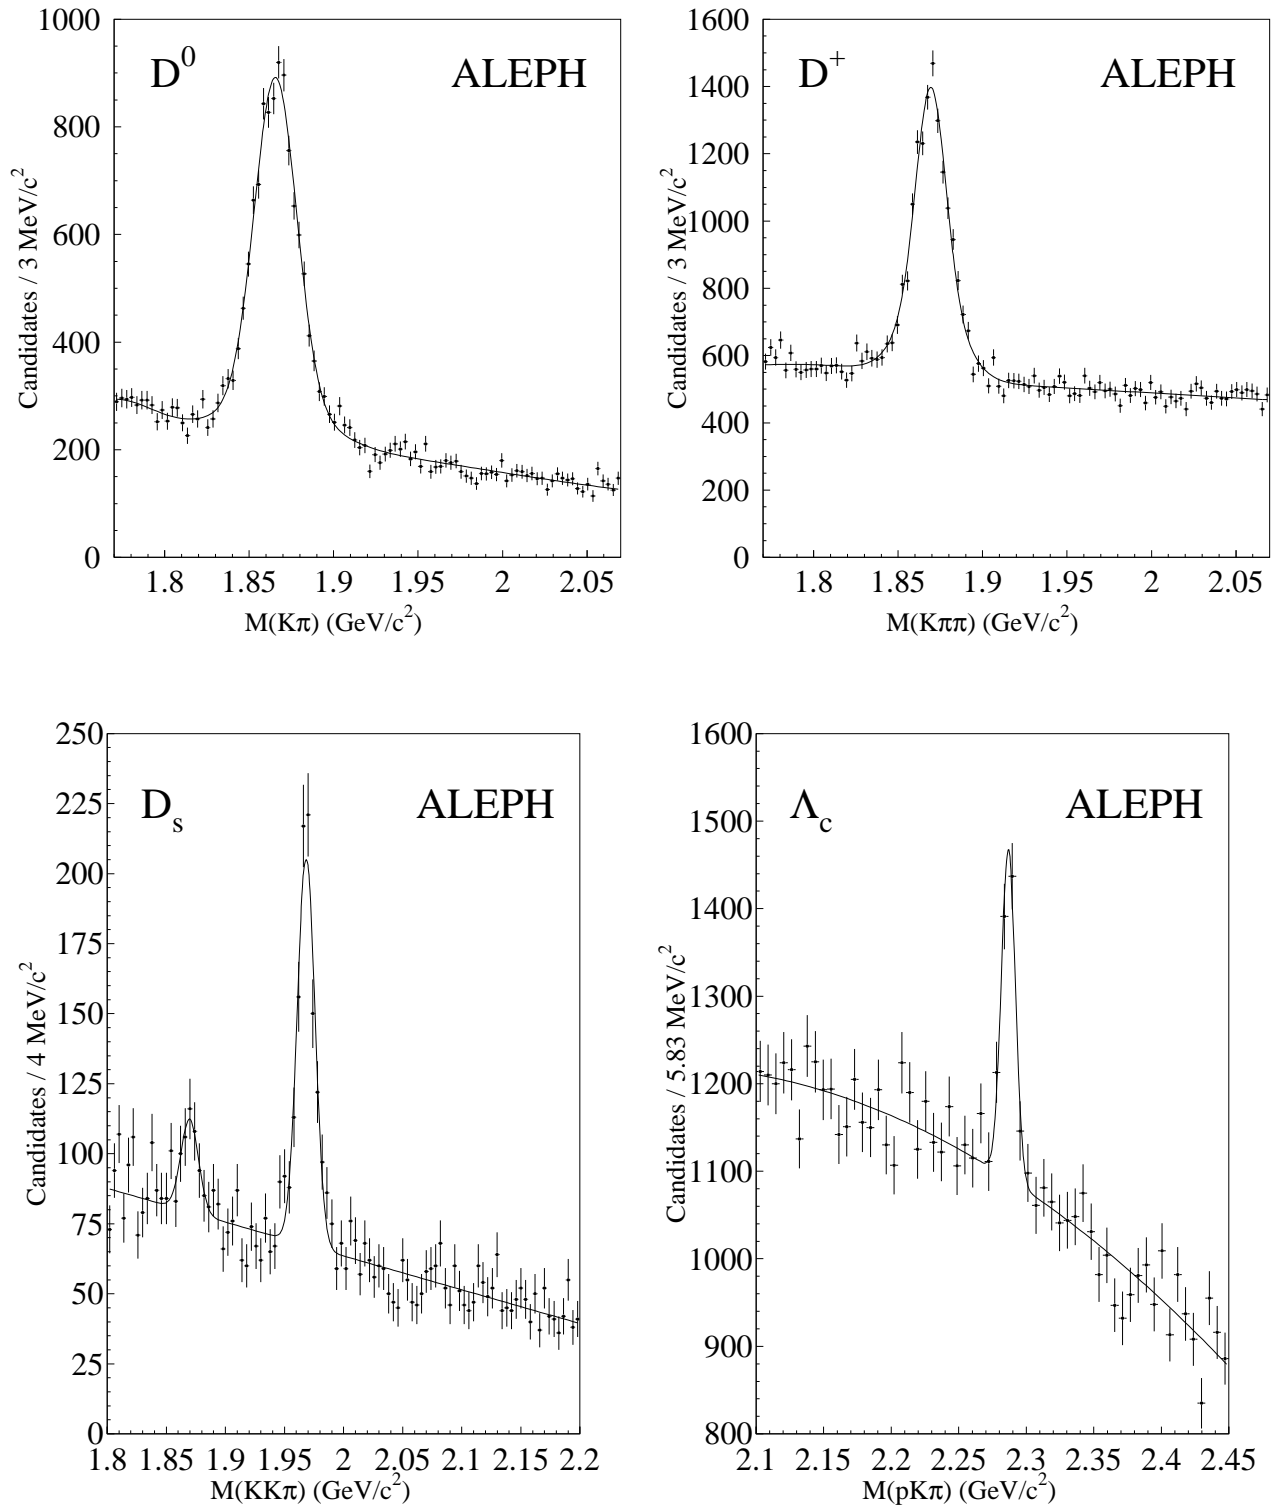 D⁰ ALEPH
Candidates / 3 MeV/c²
1000
800
600
400
200
0
1.8 1.85 1.9 1.95 2 2.05
M(Kπ) (GeV/c²)
D⁺ ALEPH
Candidates / 3 MeV/c²
1600
1400
1200
1000
800
600
400
200
0
1.8 1.85 1.9 1.95 2 2.05
M(Kππ) (GeV/c²)
Dₛ ALEPH
Candidates / 4 MeV/c²
250
225
200
175
150
125
100
75
50
25
0
1.8 1.85 1.9 1.95 2 2.05 2.1 2.15 2.2
M(KKπ) (GeV/c²)
Λc ALEPH
Candidates / 5.83 MeV/c²
1600
1500
1400
1300
1200
1100
1000
900
800
2.1 2.15 2.2 2.25 2.3 2.35 2.4 2.45
M(pKπ) (GeV/c²)